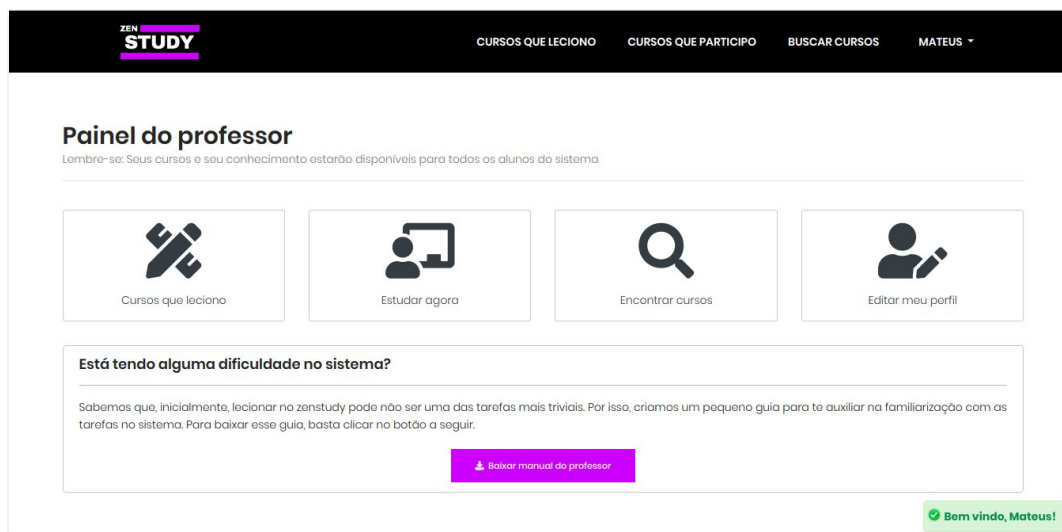 ZEN
STUDY
CURSOS QUE LECIONO CURSOS QUE PARTICIPO BUSCAR CURSOS MATEUS
Painel do professor
Lembre-se: Seus cursos e seu conhecimento estarão disponíveis para todos os alunos do sistema
Cursos que leciono
Estudar agora
Encontrar cursos
Editar meu perfil
Está tendo alguma dificuldade no sistema?
Sabemos que, inicialmente, lecionar no zenstudy pode não ser uma das tarefas mais triviais. Por isso, criamos um pequeno guia para te auxiliar na familiarização com as
tarefas no sistema. Para baixar esse guia, basta clicar no botão a seguir.
Baixar manual do professor
Bem vindo, Mateus!